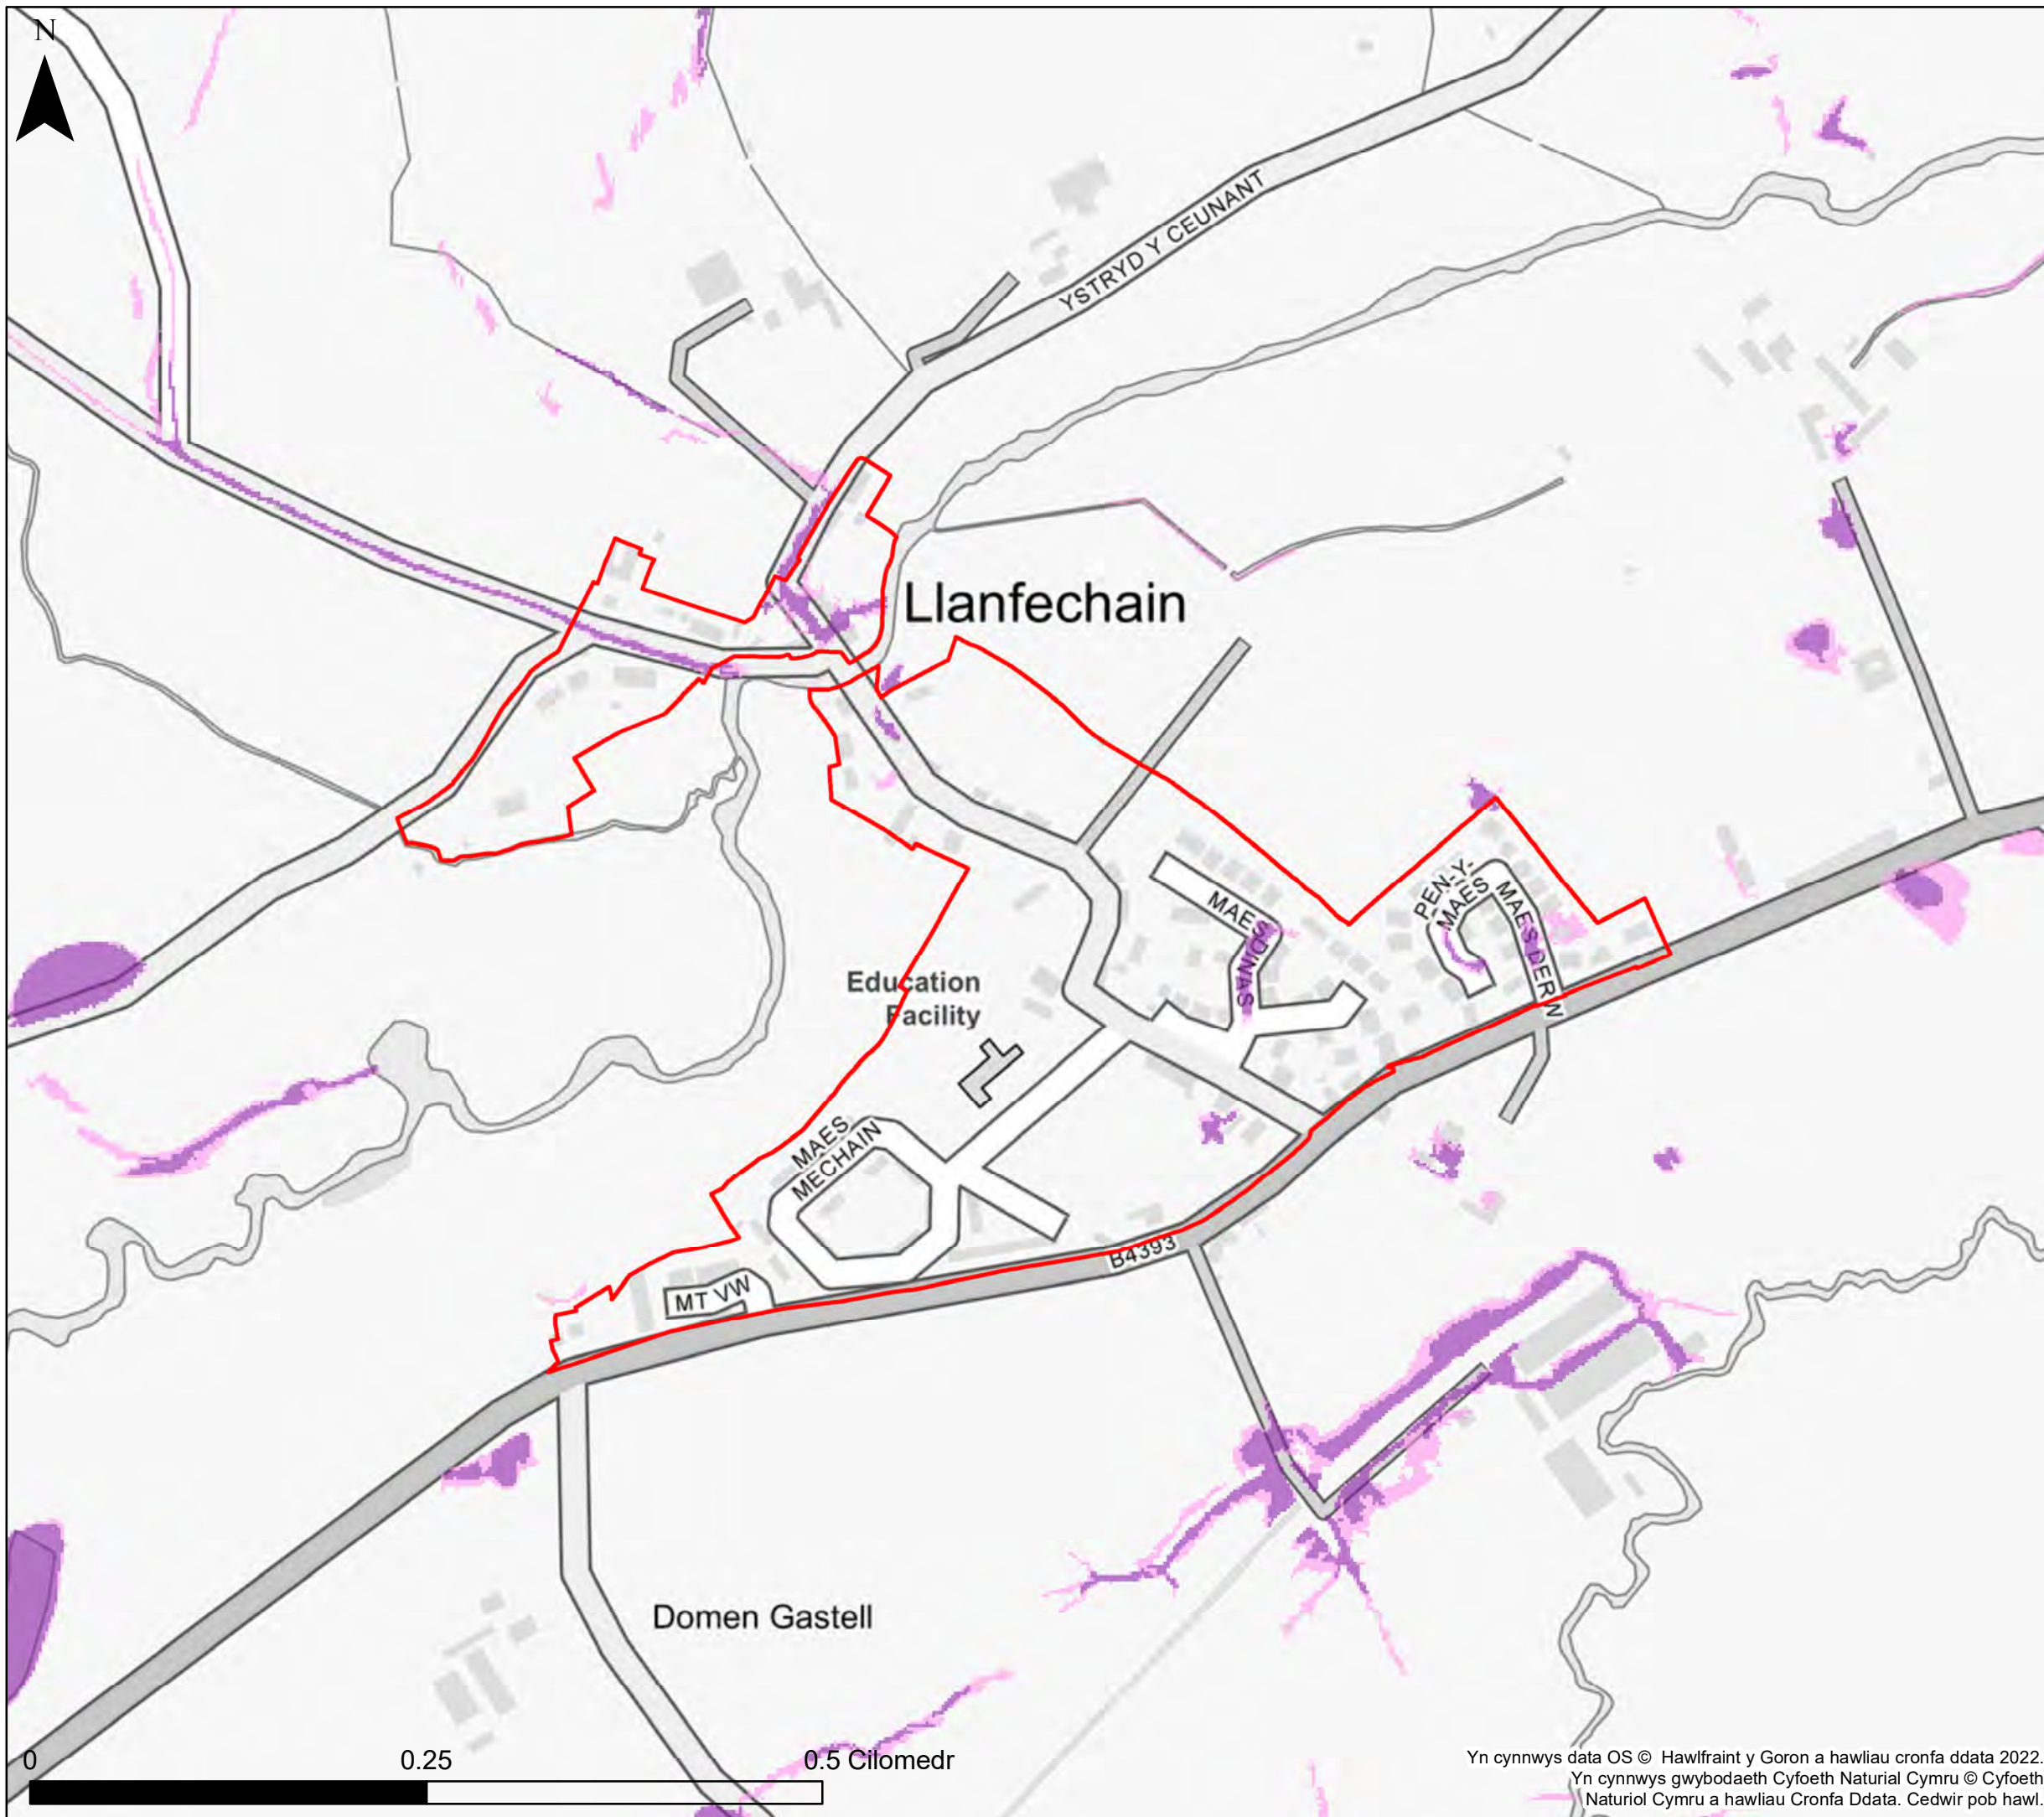 N
YSTRYD Y CEUNANT
Llanfechain
PEN-Y-
MAES
MAES DERW
MAES
DINAS
Education
Facility
MAES
MECHAIN
B4393
MT VW
Domen Gastell
0 0.25 0.5 Cilomedr
Yn cynnwys data OS © Hawlfraint y Goron a hawliau cronfa ddata 2022.
Yn cynnwys gwybodaeth Cyfoeth Naturial Cymru © Cyfoeth
Naturiol Cymru a hawliau Cronfa Ddata. Cedwir pob hawl.